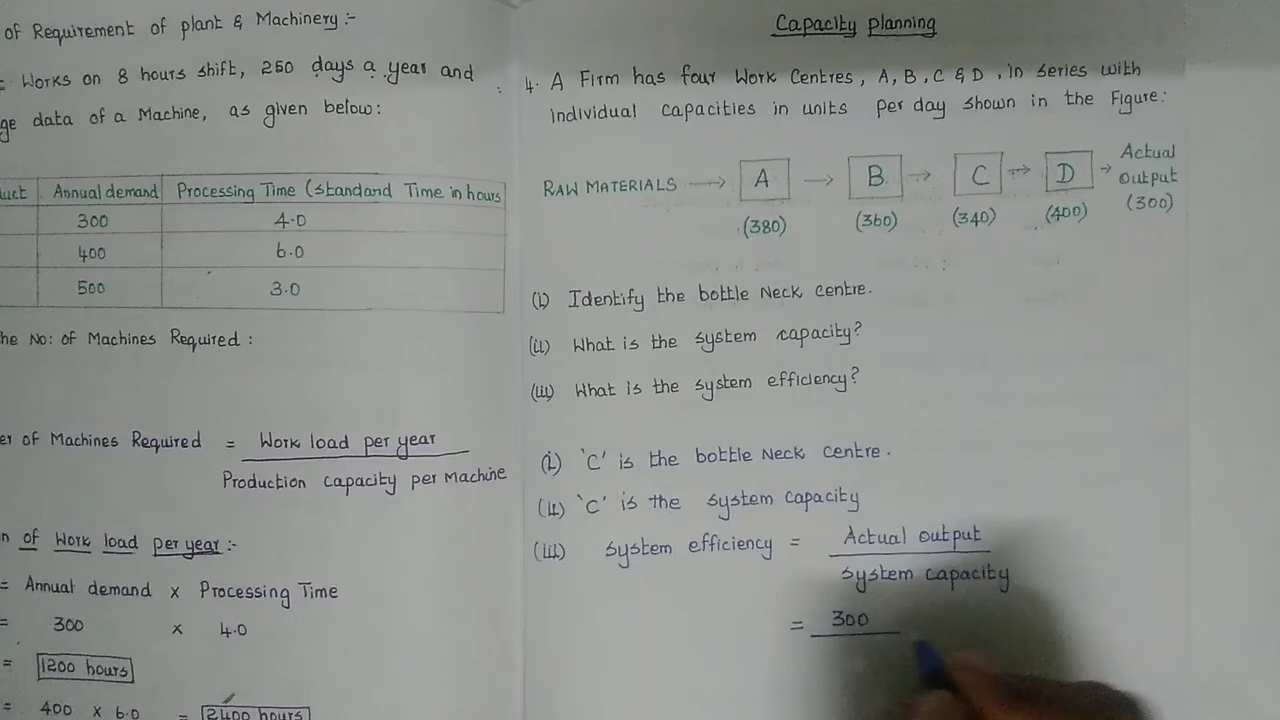 of Requirement of plant & Machinery :-
Works on 8 hours shift, 250 days a year and
data of a Machine, as given below:
Annual demand Processing Time (standard Time in hours
300 4.0
400 6.0
500 3.0
No: of Machines Required :
of Machines Required = Work load per year
Production capacity per Machine
of Work load per year :-
= Annual demand x Processing Time
= 300 x 4.0
= 1200 hours
= 400 x 6.0 = 2400 hours
Capacity planning
4. A Firm has four Work Centres, A, B, C & D, in series with
individual capacities in units per day shown in the Figure:
RAW MATERIALS → A → B → C → D → Actual output (300)
(380) (360) (340) (400)
(i) Identify the bottle Neck centre.
(ii) What is the system capacity?
(iii) What is the system efficiency?
(i) 'C' is the bottle Neck centre.
(ii) 'C' is the system capacity
(iii) system efficiency = Actual output
system capacity
= 300